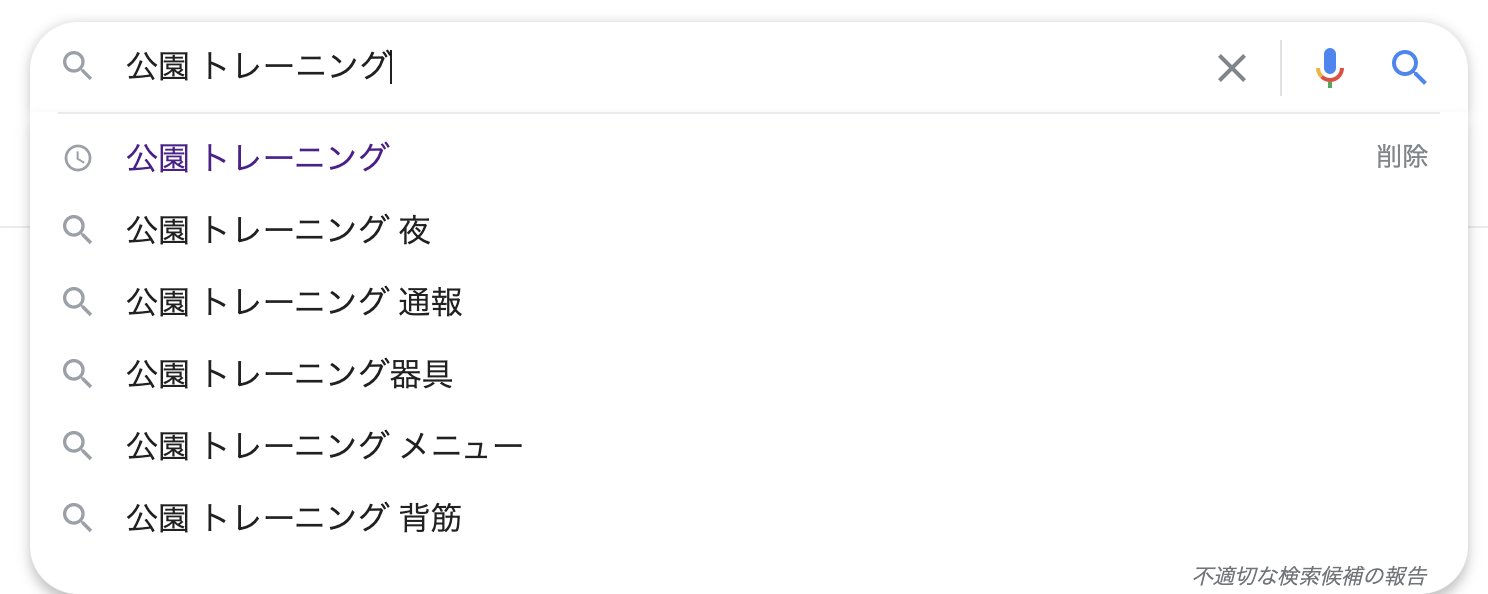 公園 トレーニング
公園 トレーニング 削除
公園 トレーニング 夜
公園 トレーニング 通報
公園 トレーニング器具
公園 トレーニング メニュー
公園 トレーニング 背筋
不適切な検索候補の報告